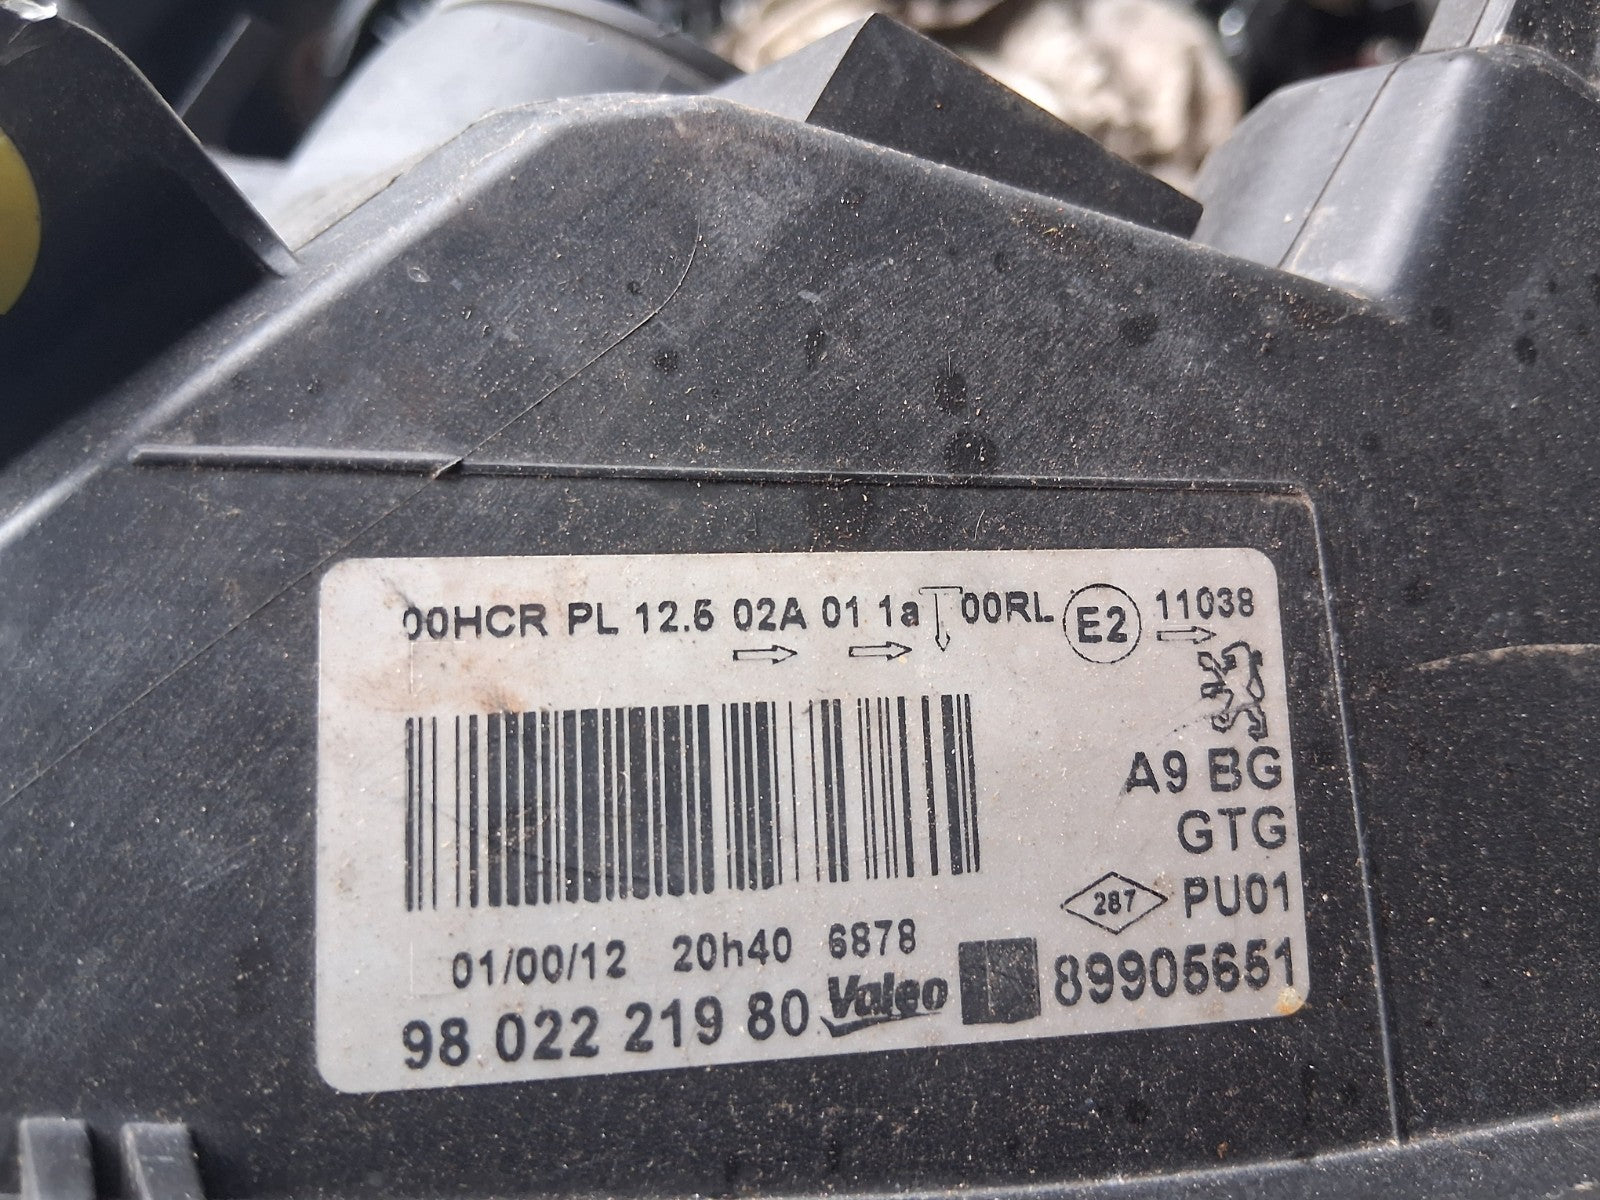 00HCR PL 12.5 02A 01 1a 00RL E2 11038
A9 BG
GTG
287 PU01
01/00/12 20h40 6878
98 022 219 80 Valeo 89905651